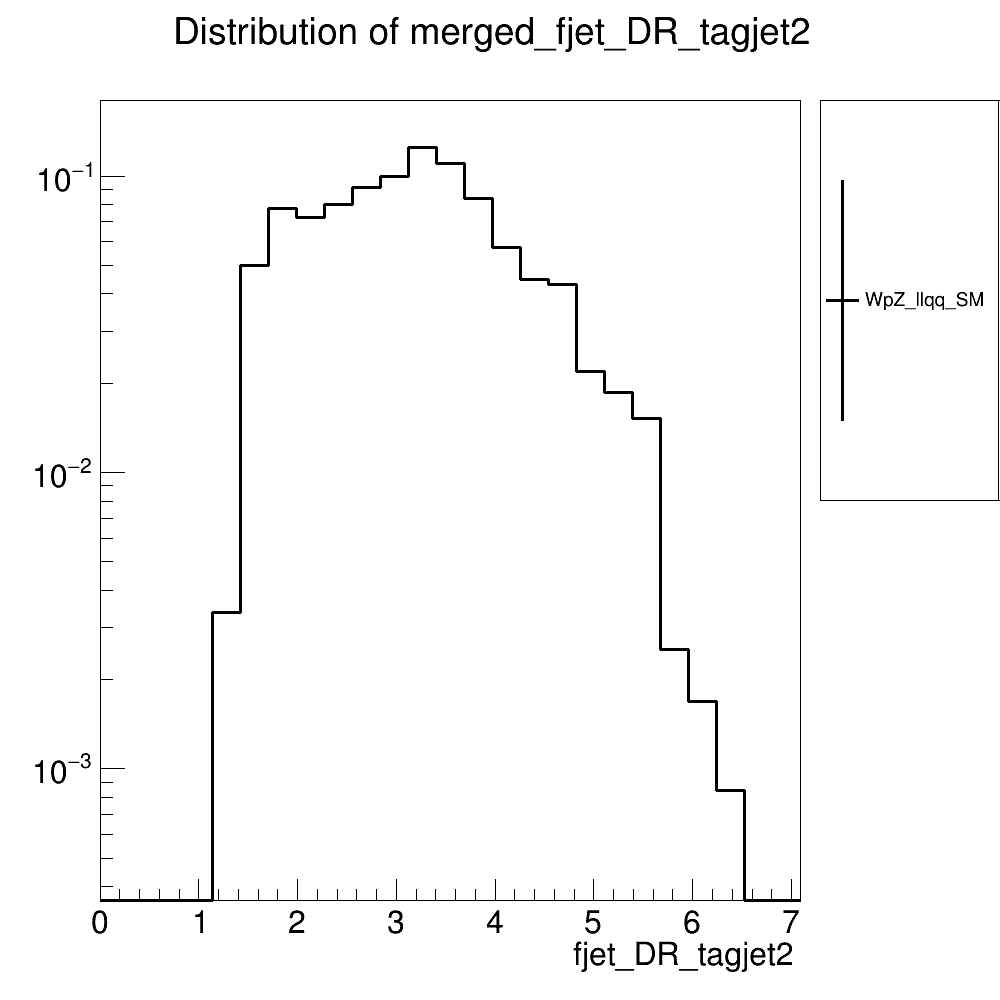 Distribution of merged_fjet_DR_tagjet2
10⁻¹
10⁻²
10⁻³
0 1 2 3 4 5 6 7
fjet_DR_tagjet2
WpZ_llqq_SM